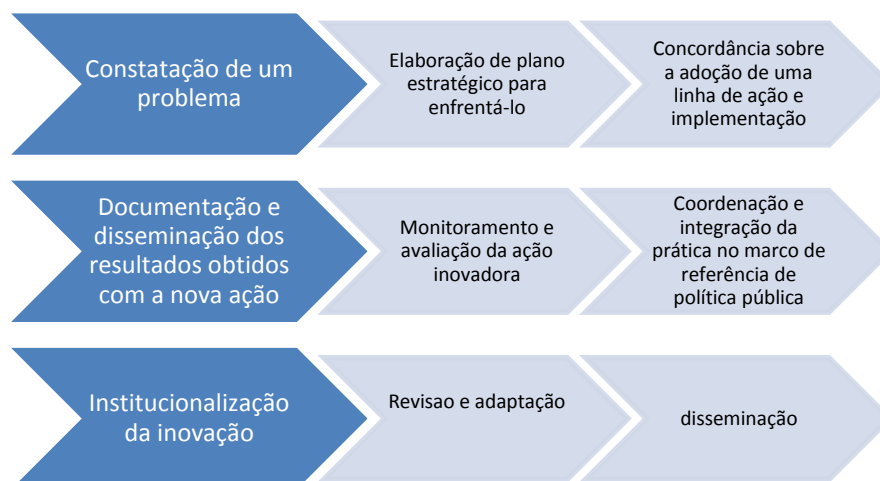 Constatação de um
problema
Elaboração de plano
estratégico para
enfrentá-lo
Concordância sobre
a adoção de uma
linha de ação e
implementação
Documentação e
disseminação dos
resultados obtidos
com a nova ação
Monitoramento e
avaliação da ação
inovadora
Coordenação e
integração da
prática no marco de
referência de
política pública
Institucionalização
da inovação
Revisao e adaptação
disseminação